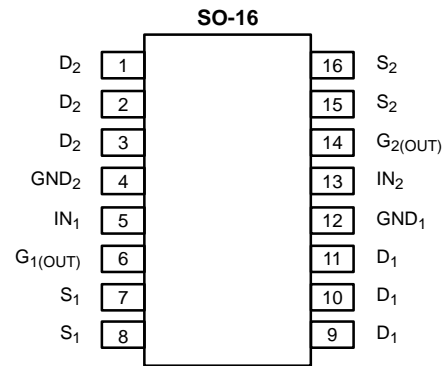 SO-16
D2 1 16 S2
D2 2 15 S2
D2 3 14 G2(OUT)
GND2 4 13 IN2
IN1 5 12 GND1
G1(OUT) 6 11 D1
S1 7 10 D1
S1 8 9 D1